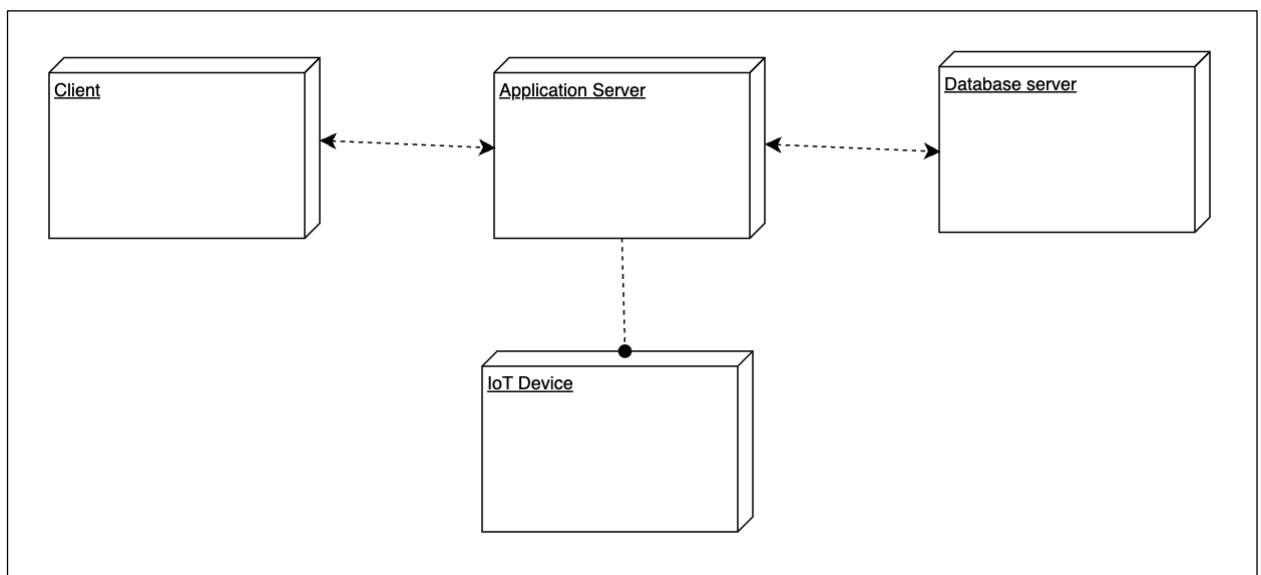 Client
Application Server
Database server
IoT Device